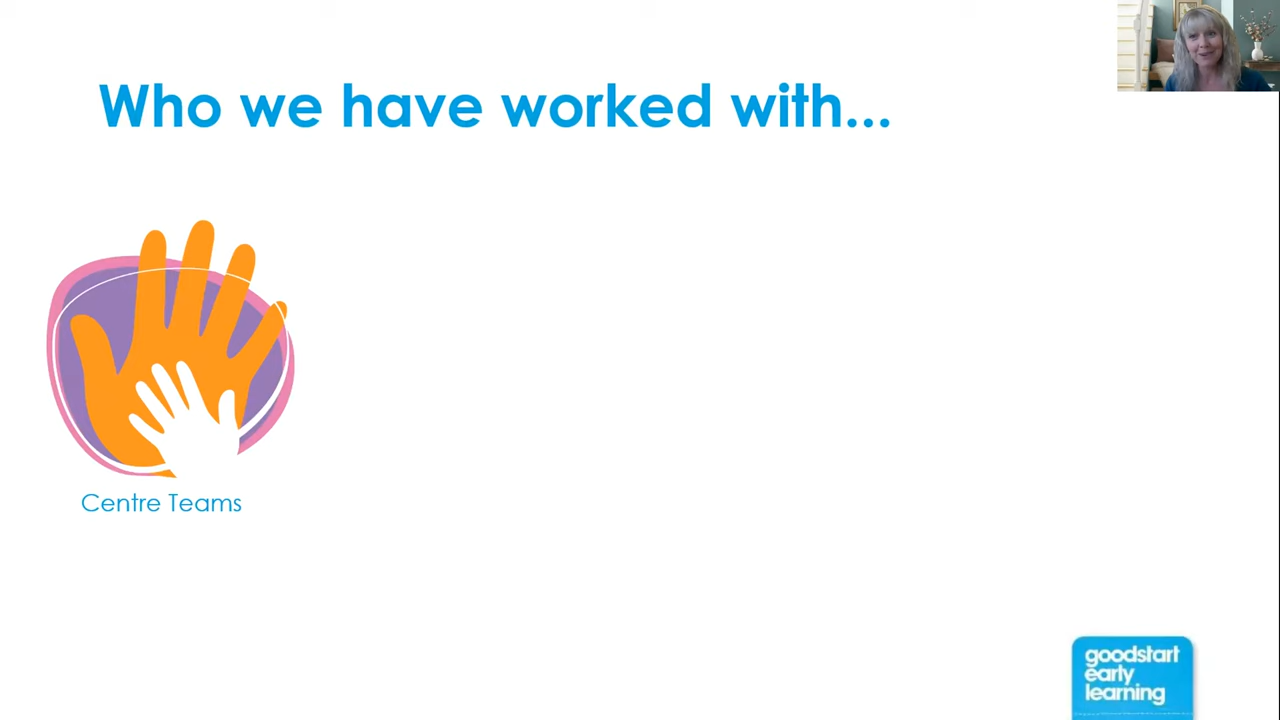 Who we have worked with...
Centre Teams
goodstart
early
learning